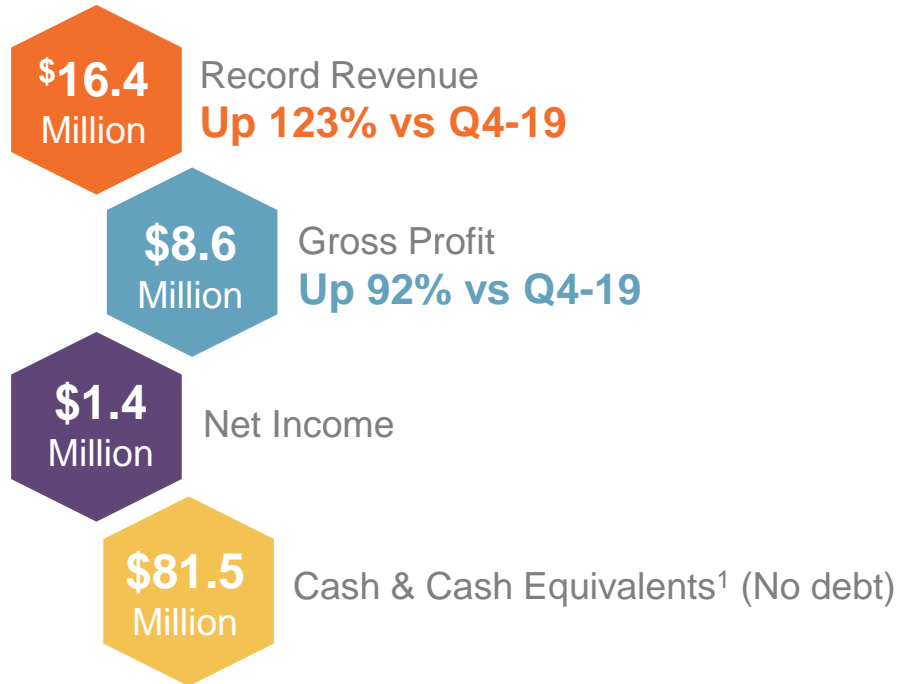 $16.4
Million
Record Revenue
Up 123% vs Q4-19
$8.6
Million
Gross Profit
Up 92% vs Q4-19
$1.4
Million
Net Income
$81.5
Million
Cash & Cash Equivalents¹ (No debt)